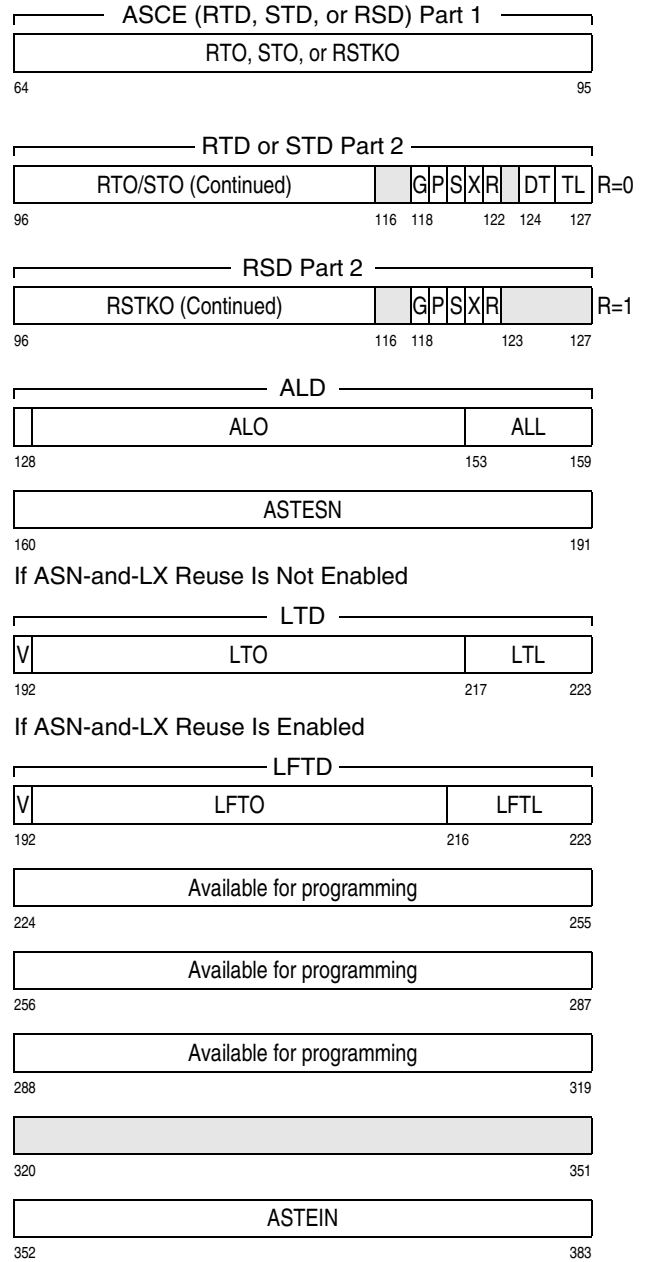 ASCE (RTD, STD, or RSD) Part 1
RTO, STO, or RSTKO
64 95
RTD or STD Part 2
RTO/STO (Continued) G P S X R DT TL R=0
96 116 118 122 124 127
RSD Part 2
RSTKO (Continued) G P S X R R=1
96 116 118 123 127
ALD
ALO ALL
128 153 159
ASTESN
160 191
If ASN-and-LX Reuse Is Not Enabled
LTD
V LTO LTL
192 217 223
If ASN-and-LX Reuse Is Enabled
LFTD
V LFTO LFTL
192 216 223
Available for programming
224 255
Available for programming
256 287
Available for programming
288 319
320 351
ASTEIN
352 383